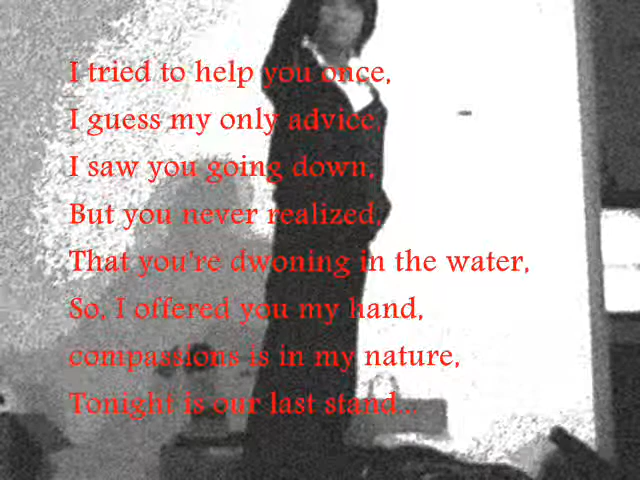 I tried to help you once,
I guess my only advice,
I saw you going down,
But you never realized,
That you're dwoning in the water,
So, I offered you my hand,
compassions is in my nature,
Tonight is our last stand...